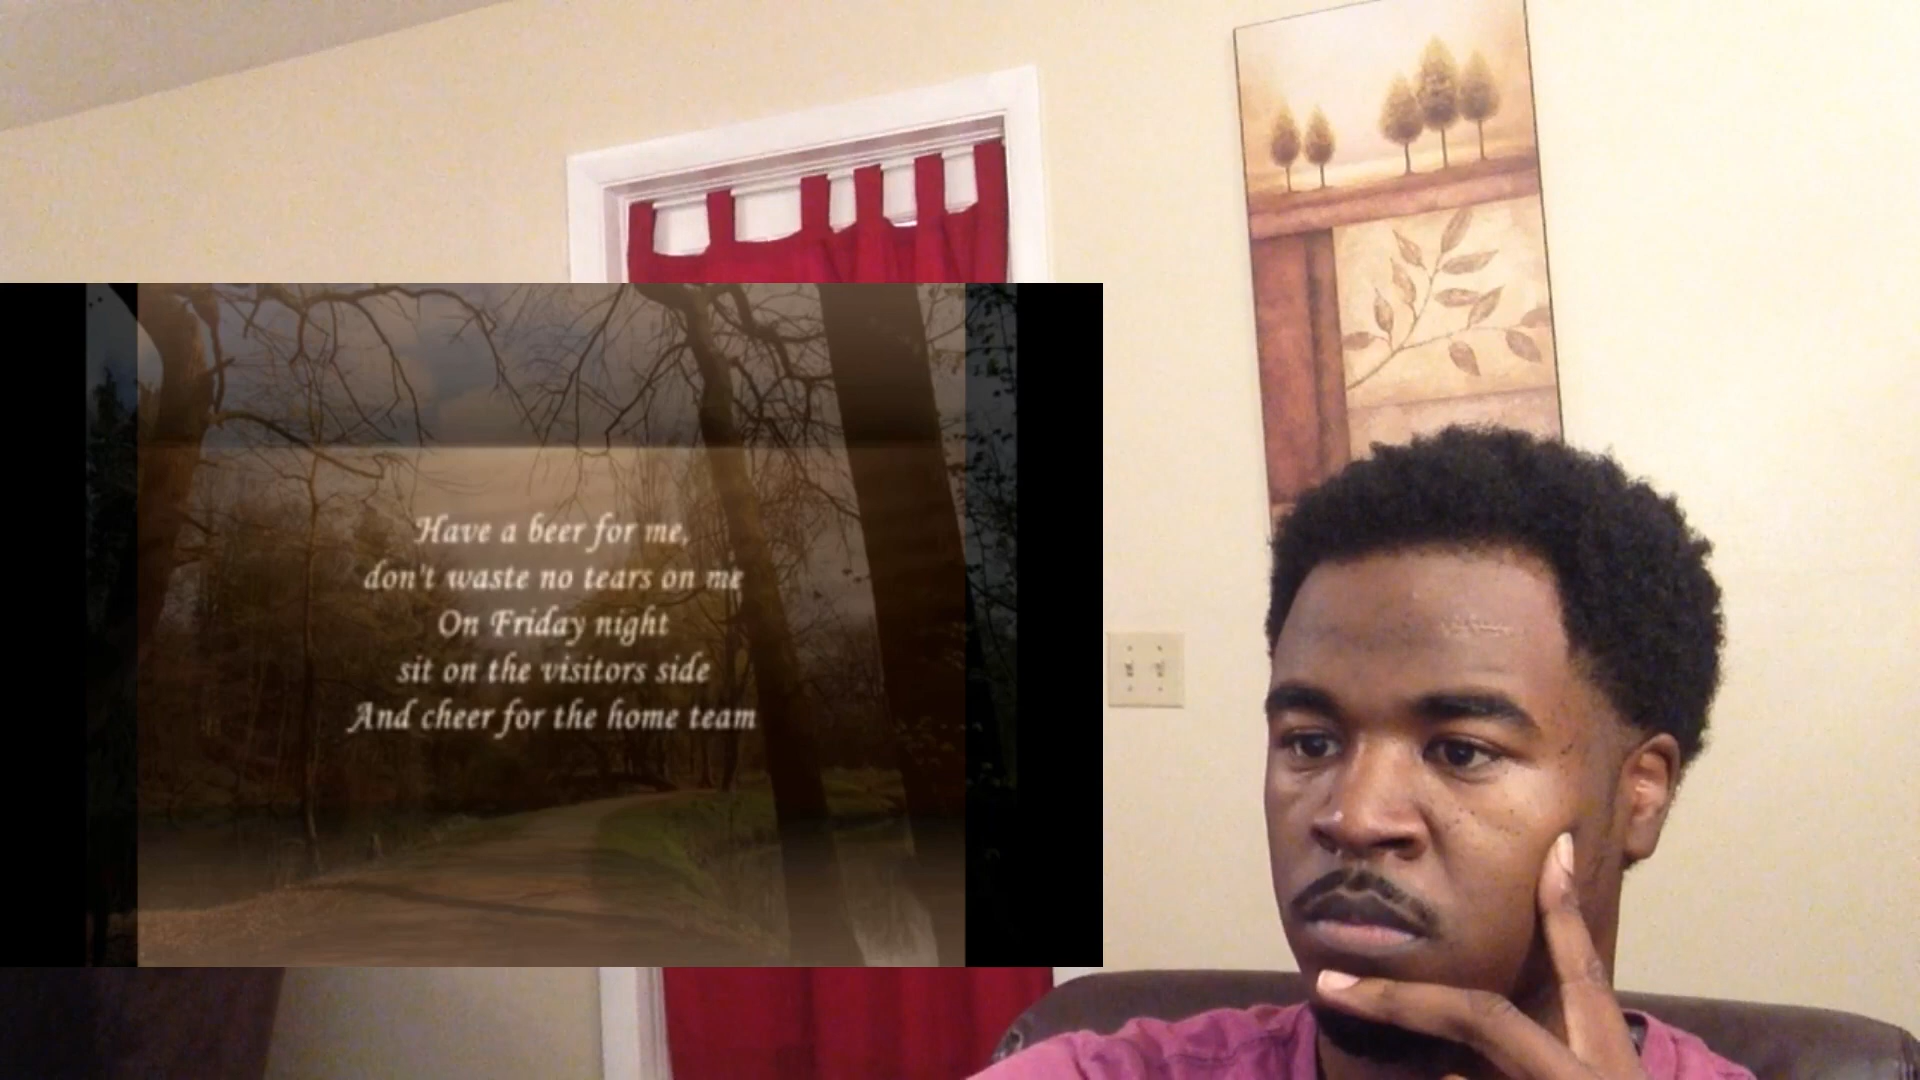 Have a beer for me,
don't waste no tears on me
On Friday night
sit on the visitors side
And cheer for the home team